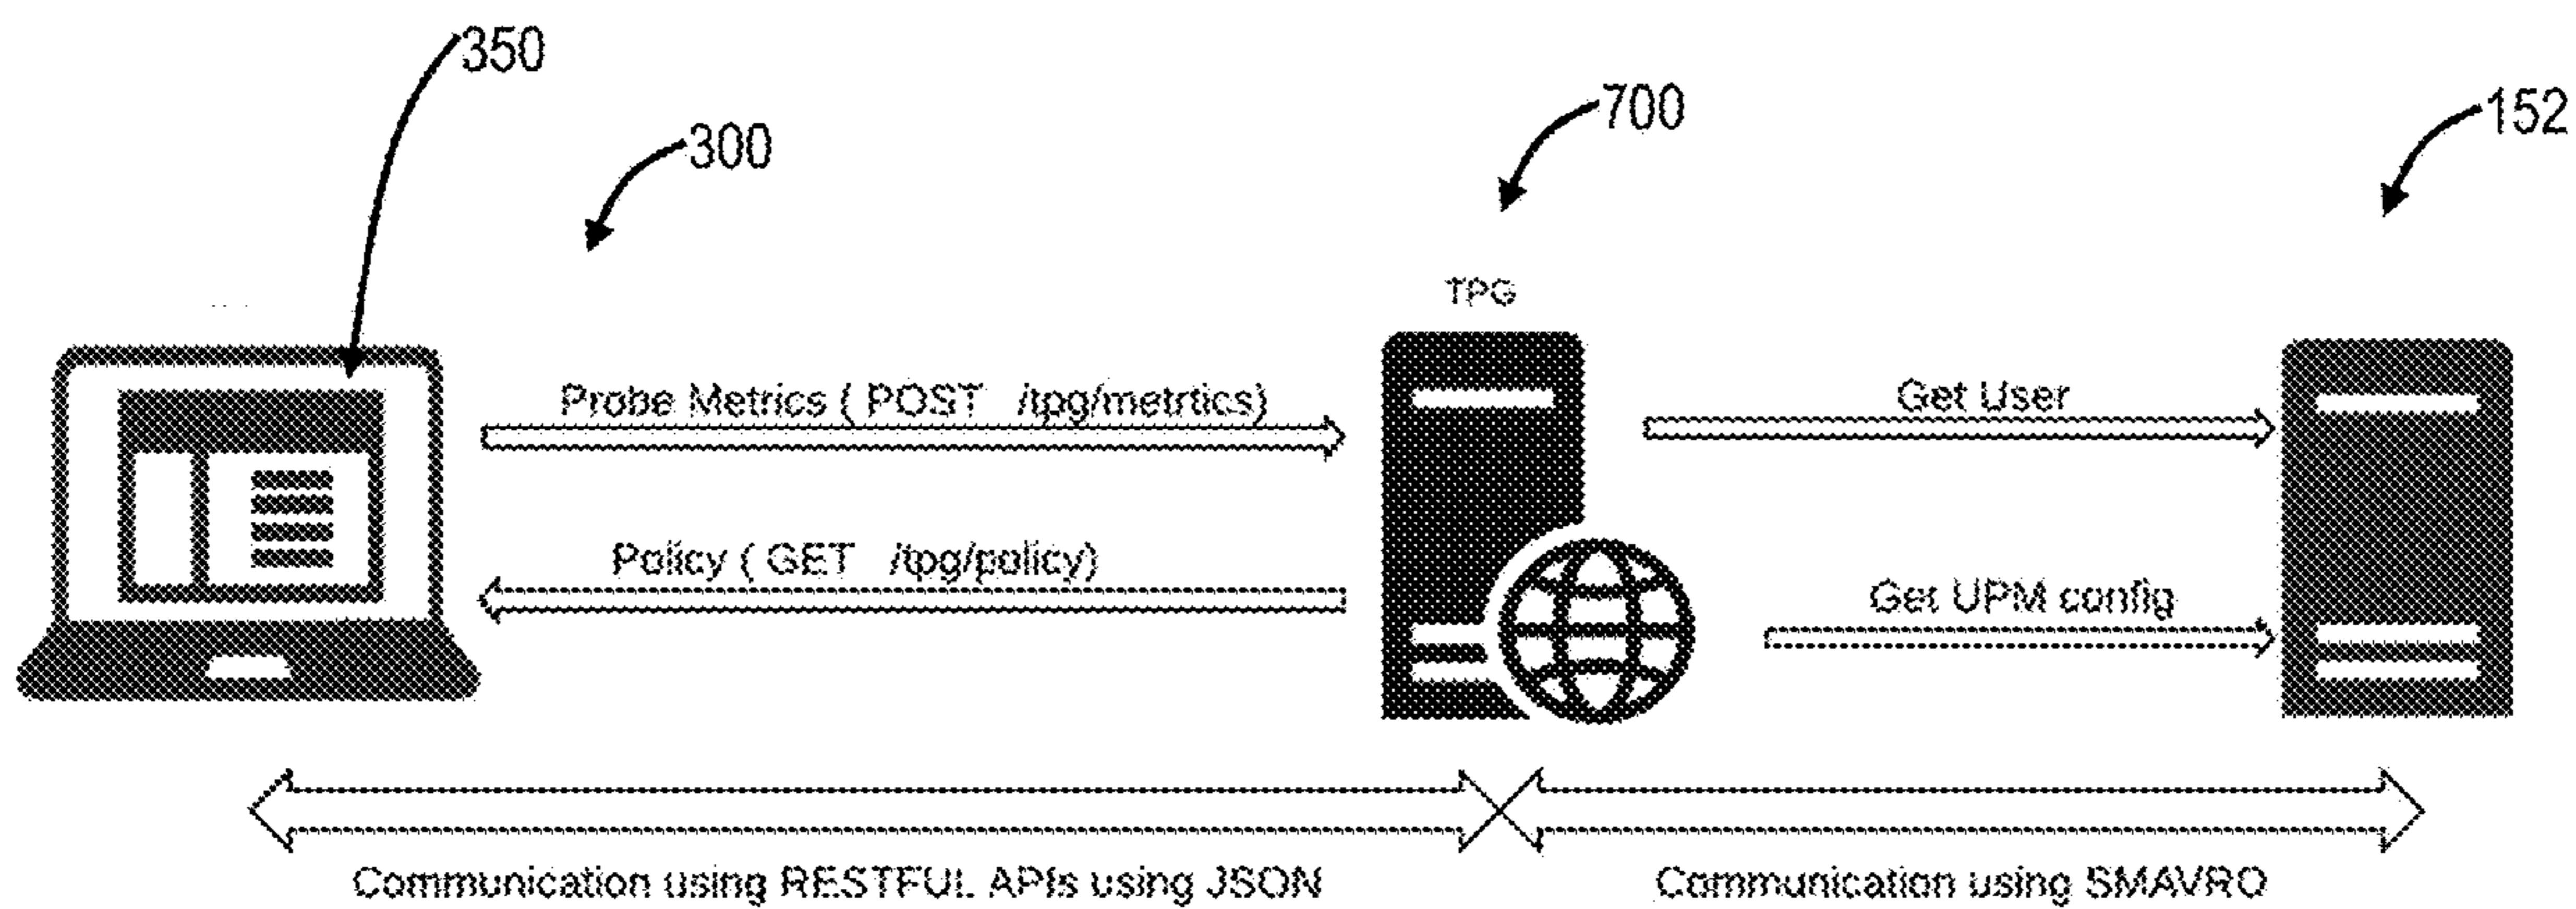 350
300
700
152
TPG
Probe Metrics ( POST /tpg/metrtics)
Get User
Policy ( GET /tpg/policy)
Get UPM config
Communication using RESTFUL APIs using JSON
Communication using SMAVRO